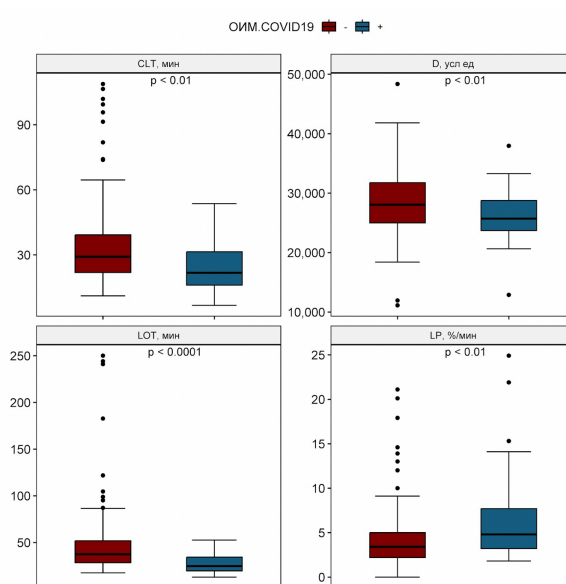 ОИМ.COVID19 - +
CLT, мин
D, усл ед
p < 0.01
p < 0.01
90
60
30
50,000
40,000
30,000
20,000
10,000
LOT, мин
LP, %/мин
p < 0.0001
p < 0.01
250
200
150
100
50
25
20
15
10
5
0